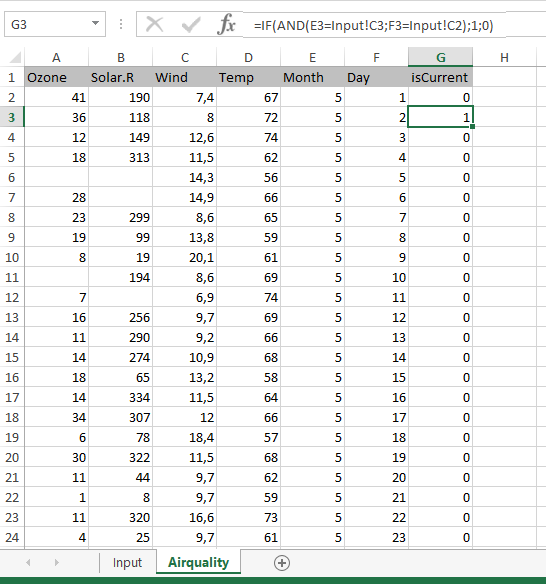 G3 fx =IF(AND(E3=Input!C3;F3=Input!C2);1;0)
A B C D E F G H
1 Ozone Solar.R Wind Temp Month Day isCurrent
2 41 190 7,4 67 5 1 0
3 36 118 8 72 5 2 1
4 12 149 12,6 74 5 3 0
5 18 313 11,5 62 5 4 0
6 14,3 56 5 5 0
7 28 14,9 66 5 6 0
8 23 299 8,6 65 5 7 0
9 19 99 13,8 59 5 8 0
10 8 19 20,1 61 5 9 0
11 194 8,6 69 5 10 0
12 7 6,9 74 5 11 0
13 16 256 9,7 69 5 12 0
14 11 290 9,2 66 5 13 0
15 14 274 10,9 68 5 14 0
16 18 65 13,2 58 5 15 0
17 14 334 11,5 64 5 16 0
18 34 307 12 66 5 17 0
19 6 78 18,4 57 5 18 0
20 30 322 11,5 68 5 19 0
21 11 44 9,7 62 5 20 0
22 1 8 9,7 59 5 21 0
23 11 320 16,6 73 5 22 0
24 4 25 9,7 61 5 23 0
Input Airquality